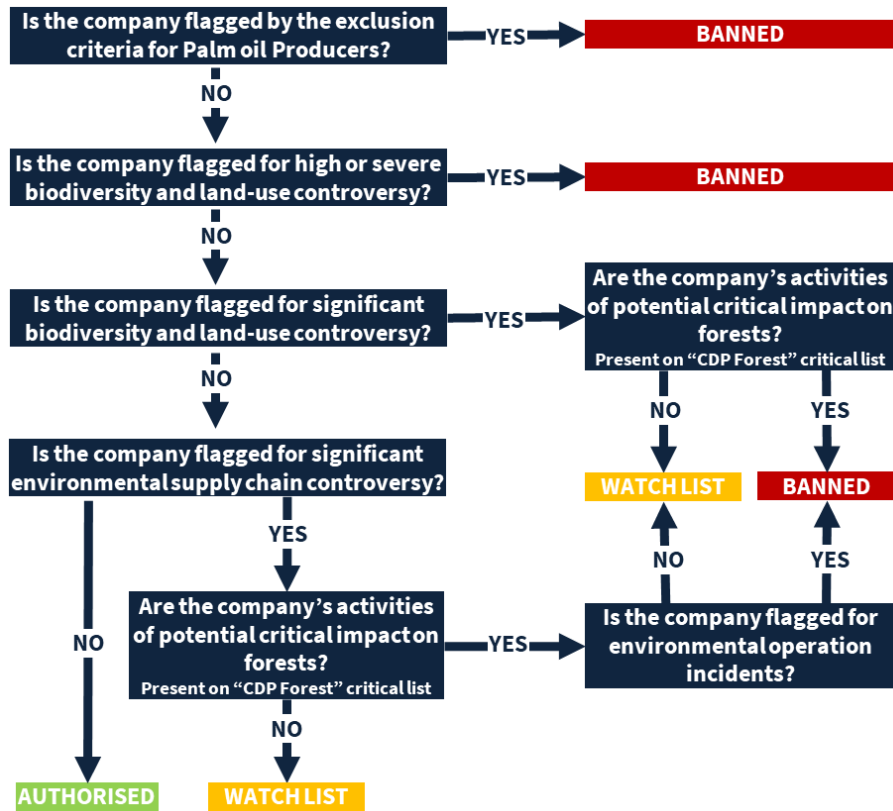 Is the company flagged by the exclusion
criteria for Palm oil Producers?
YES
BANNED
NO
Is the company flagged for high or severe
biodiversity and land-use controversy?
YES
BANNED
NO
Is the company flagged for significant
biodiversity and land-use controversy?
YES
Are the company’s activities
of potential critical impact on
forests?
Present on “CDP Forest” critical list
NO
NO
YES
Is the company flagged for significant
environmental supply chain controversy?
WATCH LIST
BANNED
YES
NO
YES
NO
Are the company’s activities
of potential critical impact on
forests?
Present on “CDP Forest” critical list
YES
Is the company flagged for
environmental operation
incidents?
NO
AUTHORISED
WATCH LIST